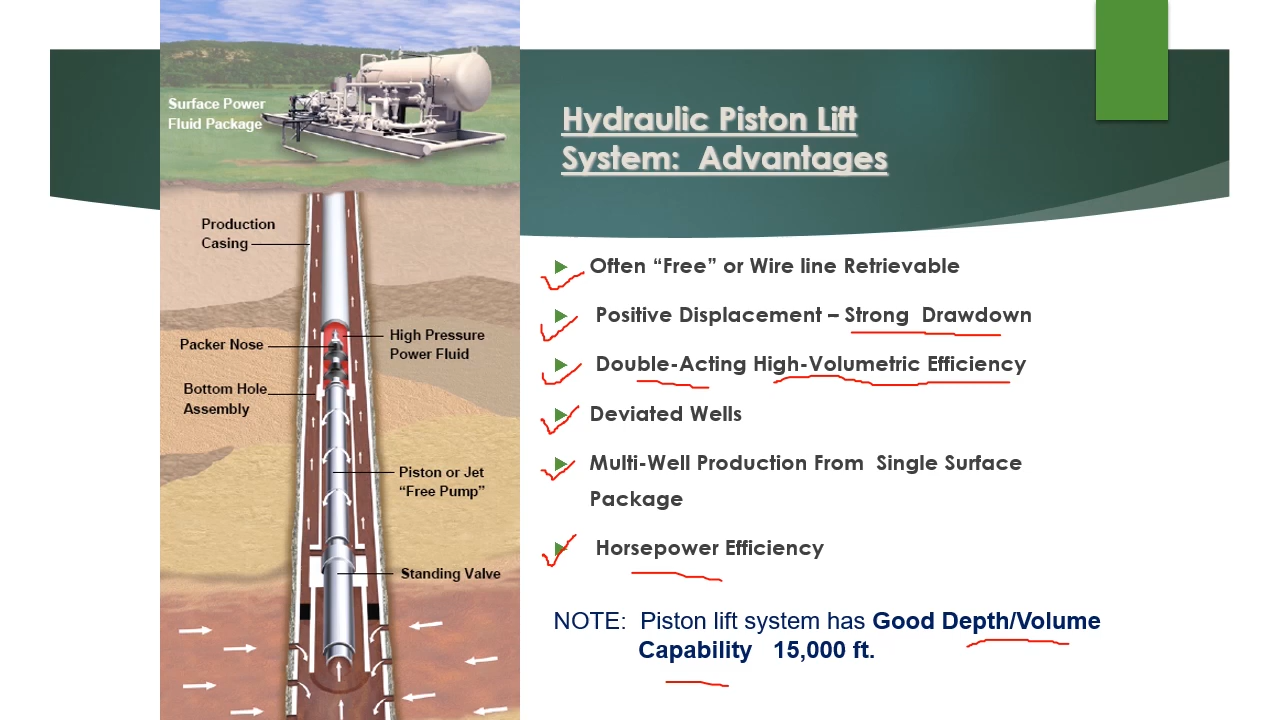 Surface Power
Fluid Package
Production
Casing
High Pressure
Power Fluid
Packer Nose
Bottom Hole
Assembly
Piston or Jet
“Free Pump”
Standing Valve
Hydraulic Piston Lift
System:  Advantages
Often “Free” or Wire line Retrievable
Positive Displacement – Strong  Drawdown
Double-Acting High-Volumetric Efficiency
Deviated Wells
Multi-Well Production From  Single Surface
Package
Horsepower Efficiency
NOTE:  Piston lift system has Good Depth/Volume
Capability   15,000 ft.